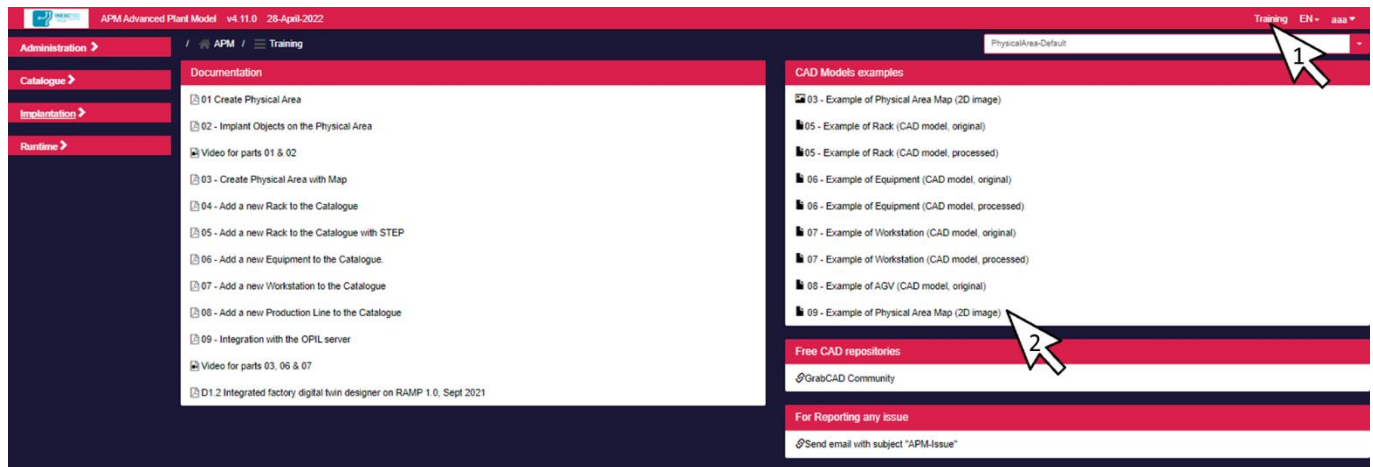 INESCTEC
APM Advanced Plant Model v4.11.0 28-April-2022
Training EN aaa
Administration
Catalogue
Implantation
Runtime
/ APM / Training
PhysicalArea-Default
1
Documentation
01 Create Physical Area
02 - Implant Objects on the Physical Area
Video for parts 01 & 02
03 - Create Physical Area with Map
04 - Add a new Rack to the Catalogue
05 - Add a new Rack to the Catalogue with STEP
06 - Add a new Equipment to the Catalogue.
07 - Add a new Workstation to the Catalogue
08 - Add a new Production Line to the Catalogue
09 - Integration with the OPIL server
Video for parts 03, 06 & 07
D1.2 Integrated factory digital twin designer on RAMP 1.0, Sept 2021
CAD Models examples
03 - Example of Physical Area Map (2D image)
05 - Example of Rack (CAD model, original)
05 - Example of Rack (CAD model, processed)
06 - Example of Equipment (CAD model, original)
06 - Example of Equipment (CAD model, processed)
07 - Example of Workstation (CAD model, original)
07 - Example of Workstation (CAD model, processed)
08 - Example of AGV (CAD model, original)
09 - Example of Physical Area Map (2D image)
2
Free CAD repositories
GrabCAD Community
For Reporting any issue
Send email with subject "APM-Issue"